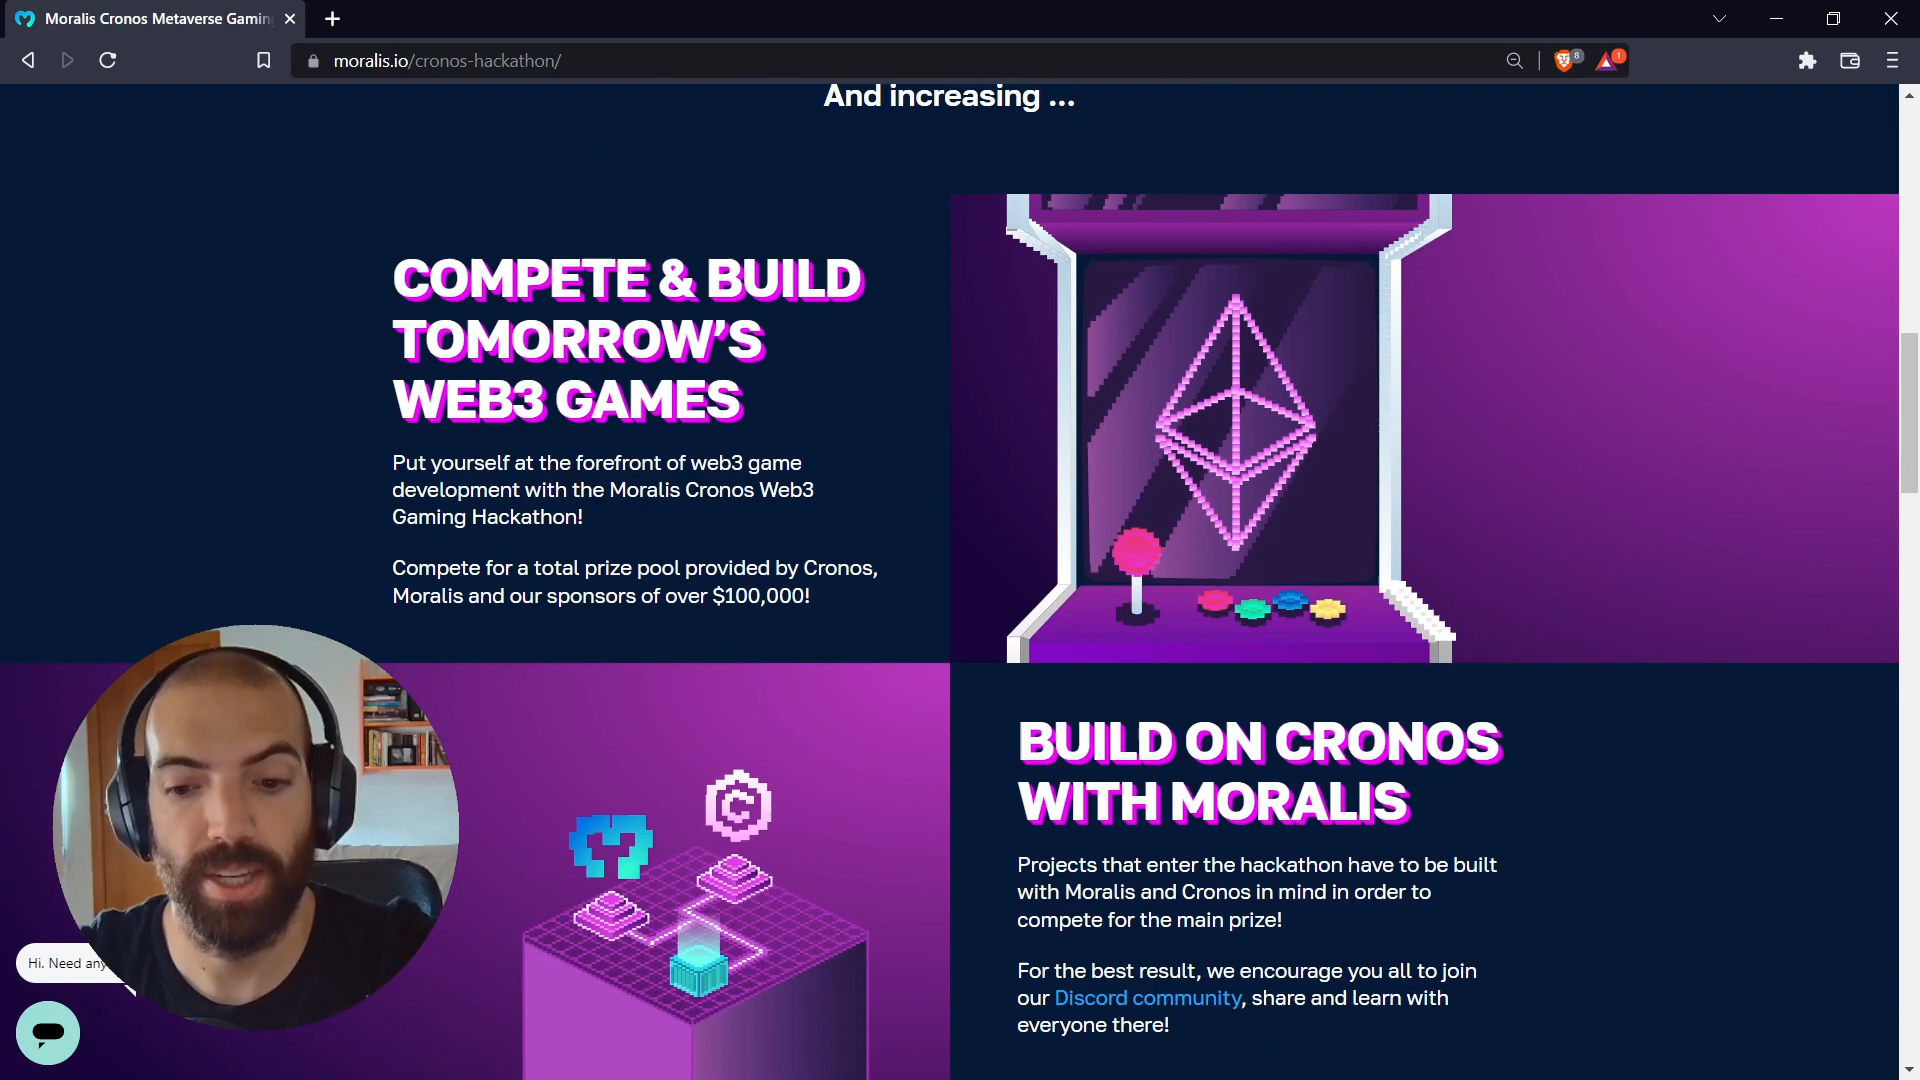 Moralis Cronos Metaverse Gamin
moralis.io/cronos-hackathon/
8
1
And increasing ...
COMPETE & BUILD
TOMORROW'S
WEB3 GAMES
Put yourself at the forefront of web3 game
development with the Moralis Cronos Web3
Gaming Hackathon!
Compete for a total prize pool provided by Cronos,
Moralis and our sponsors of over $100,000!
BUILD ON CRONOS
WITH MORALIS
Projects that enter the hackathon have to be built
with Moralis and Cronos in mind in order to
compete for the main prize!
For the best result, we encourage you all to join
our Discord community, share and learn with
everyone there!
Hi. Need any